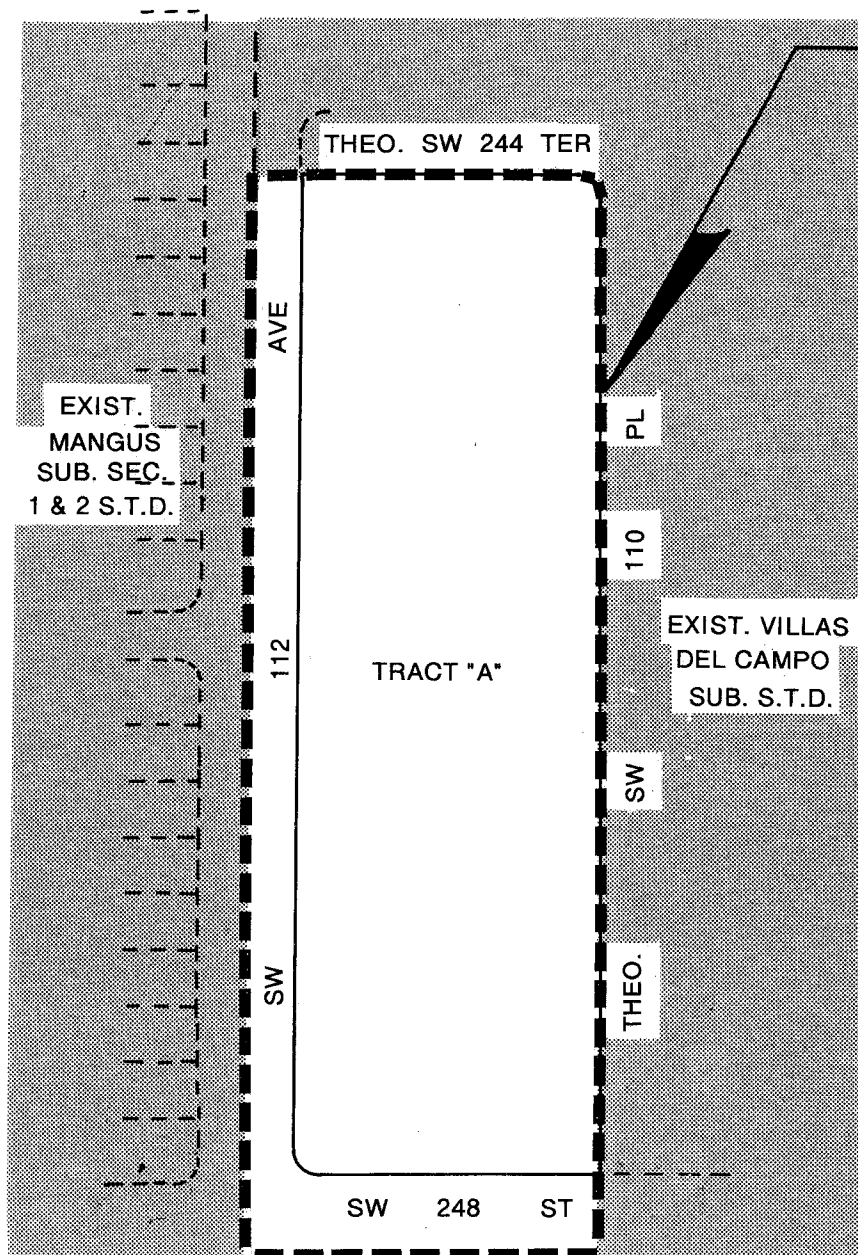 THEO. SW 244 TER
AVE
112
SW
EXIST.
MANGUS
SUB. SEC.
1 & 2 S.T.D.
TRACT "A"
PL
110
SW
THEO.
EXIST. VILLAS
DEL CAMPO
SUB. S.T.D.
SW 248 ST